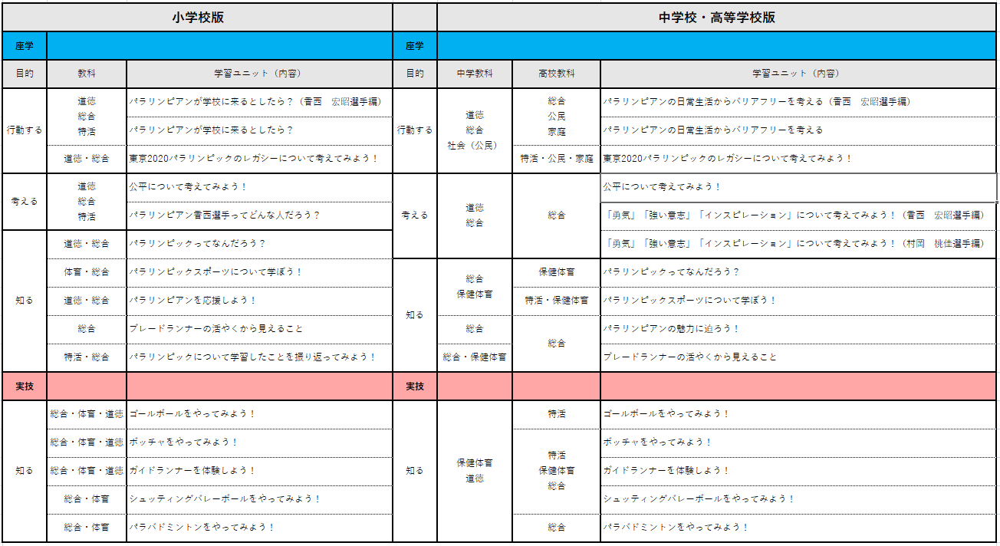 小学校版 中学校・高等学校版
座学 座学
目的 教科 学習ユニット（内容） 目的 中学教科 高校教科 学習ユニット（内容）
行動する
道徳
総合
特活
パラリンピアンが学校に来るとしたら？（香西　宏昭選手編）
パラリンピアンが学校に来るとしたら？
道徳・総合 東京2020パラリンピックのレガシーについて考えてみよう！
行動する
道徳
総合
社会（公民）
総合
公民
家庭
パラリンピアンの日常生活からバリアフリーを考える（香西　宏昭選手編）
パラリンピアンの日常生活からバリアフリーを考える
特活・公民・家庭 東京2020パラリンピックのレガシーについて考えてみよう！
考える
道徳
総合
特活
公平について考えてみよう！
パラリンピアン香西選手ってどんな人だろう？
考える
道徳
総合
総合
公平について考えてみよう！
「勇気」「強い意志」「インスピレーション」について考えてみよう！（香西　宏昭選手編）
「勇気」「強い意志」「インスピレーション」について考えてみよう！（村岡　桃佳選手編）
知る
道徳・総合 パラリンピックってなんだろう？
体育・総合 パラリンピックスポーツについて学ぼう！
道徳・総合 パラリンピアンを応援しよう！
総合 ブレードランナーの活やくから見えること
特活・総合 パラリンピックについて学習したことを振り返ってみよう！
知る
総合
保健体育
保健体育 パラリンピックってなんだろう？
特活・保健体育 パラリンピックスポーツについて学ぼう！
総合
総合
パラリンピアンの魅力に迫ろう！
総合・保健体育
ブレードランナーの活やくから見えること
実技 実技
知る
総合・体育・道徳 ゴールボールをやってみよう！
総合・体育・道徳 ボッチャをやってみよう！
総合・体育・道徳 ガイドランナーを体験しよう！
総合・体育 シュッティングバレーボールをやってみよう！
総合・体育 パラバドミントンをやってみよう！
知る
保健体育
道徳
特活 ゴールボールをやってみよう！
特活
保健体育
総合
ボッチャをやってみよう！
ガイドランナーを体験しよう！
シュッティングバレーボールをやってみよう！
総合 パラバドミントンをやってみよう！